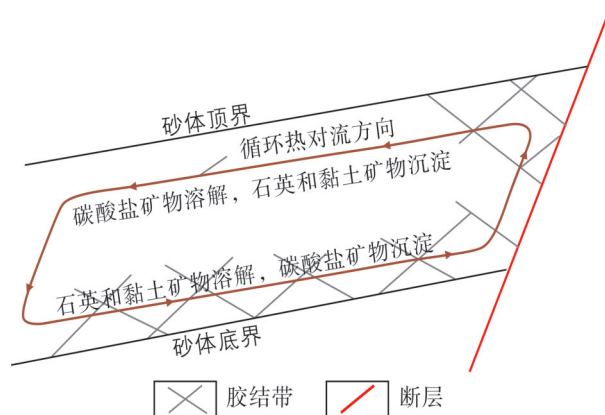 砂体顶界
循环热对流方向
碳酸盐矿物溶解，石英和黏土矿物沉淀
石英和黏土矿物溶解，碳酸盐矿物沉淀
砂体底界
胶结带
断层